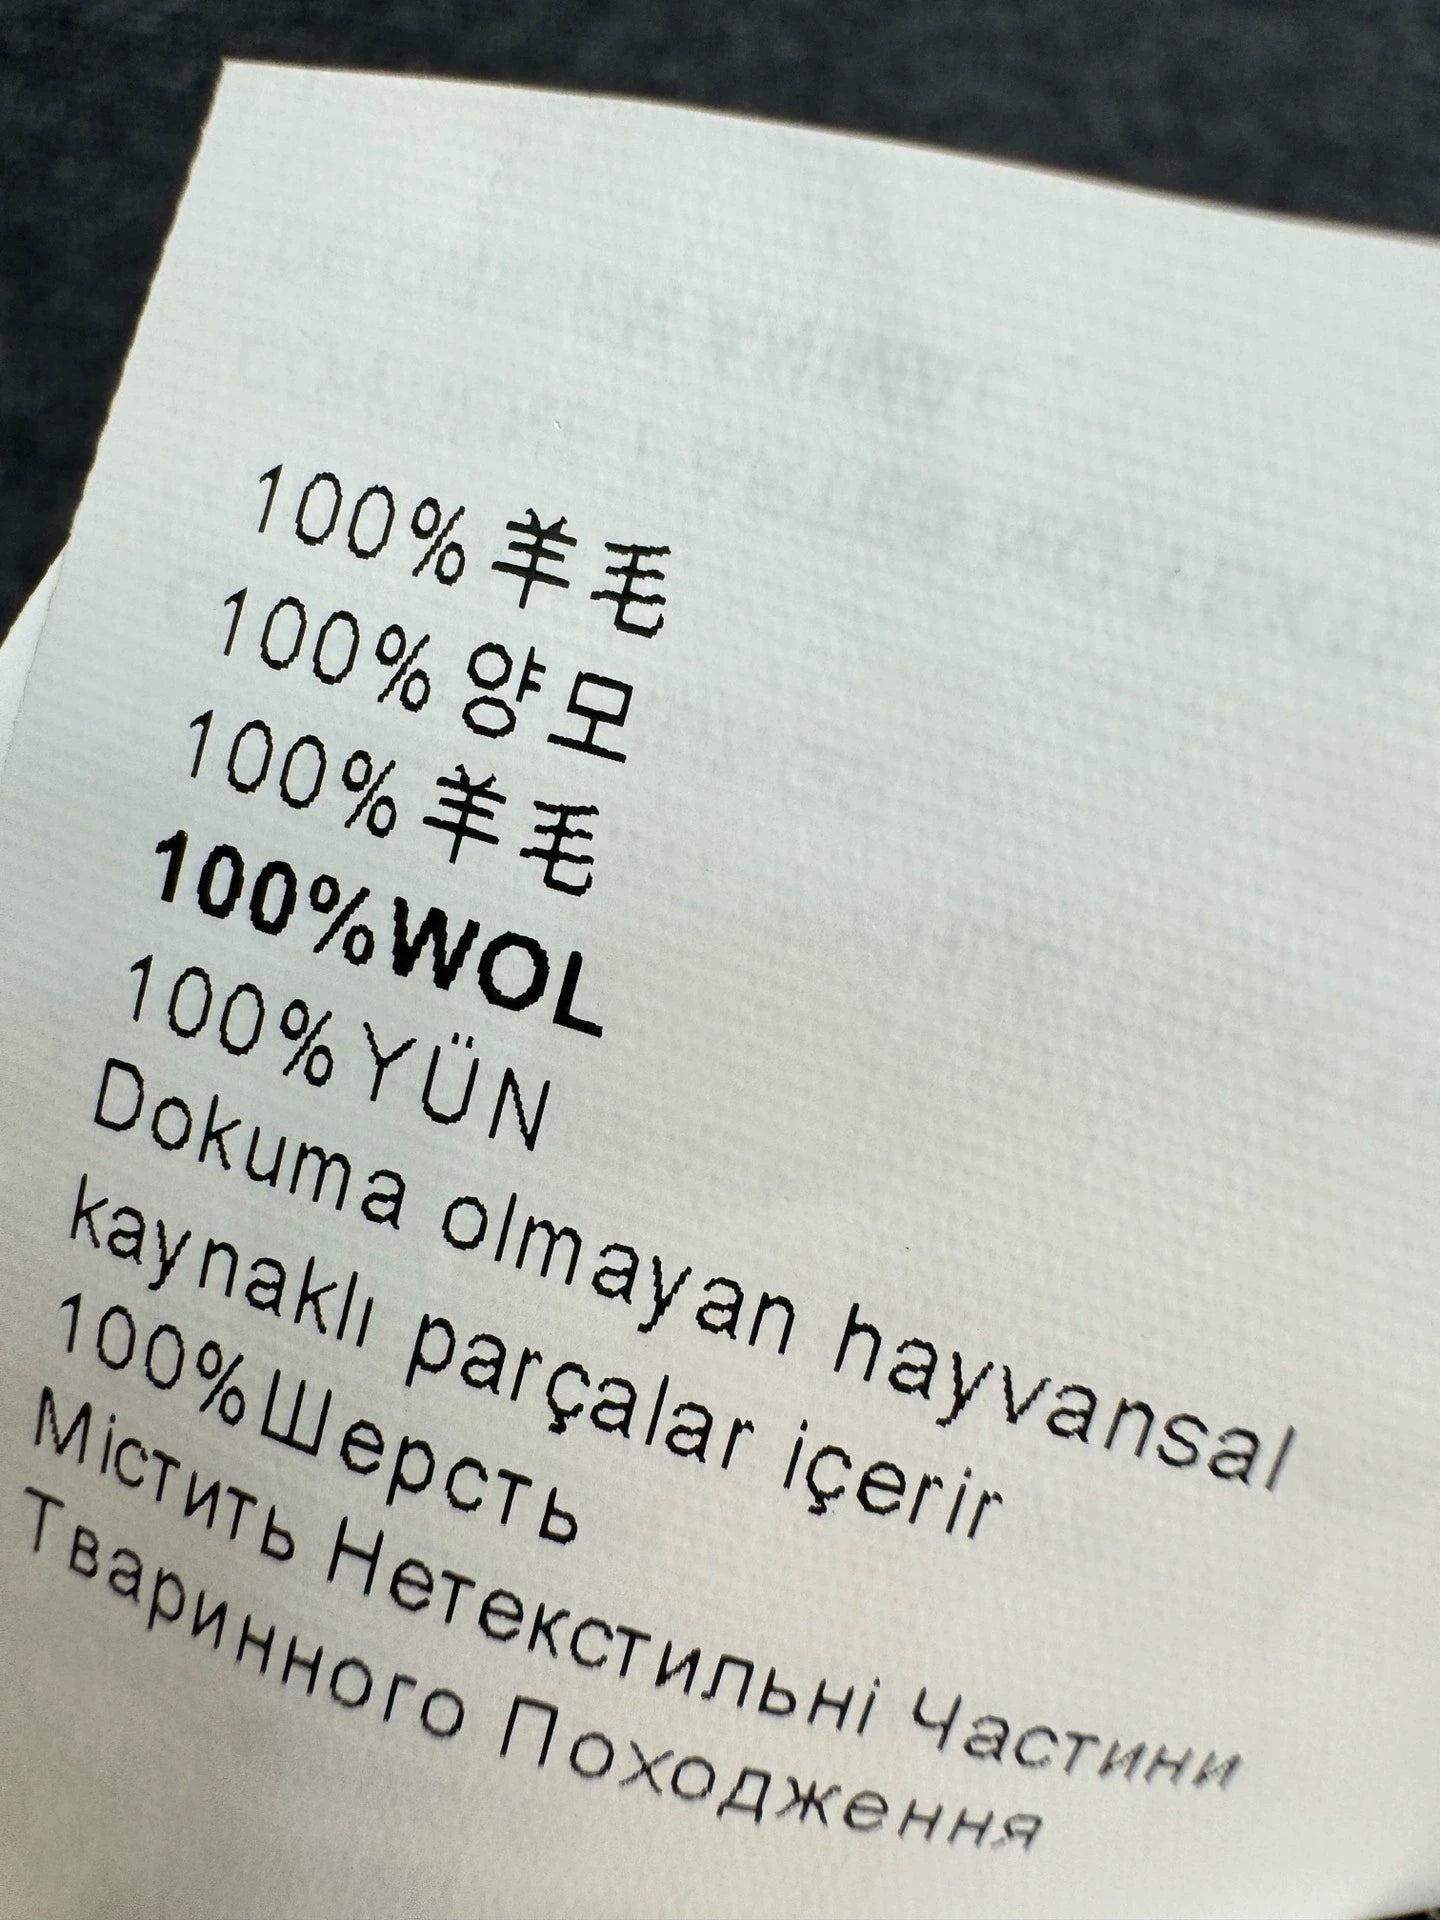 100%羊毛
100%양모
100%羊毛
100%WOL
100%YÜN
Dokuma olmayan hayvansal
kaynaklı parçalar içerir
100%Шерсть
Містить Нетекстильні Частини
Тваринного Походження